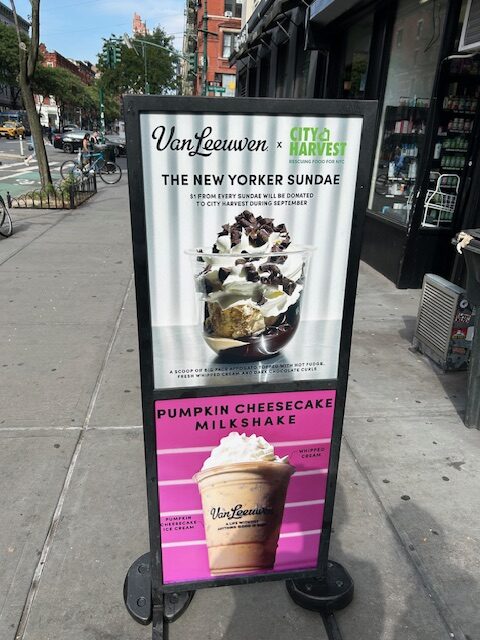 Van Leeuwen x CITY HARVEST
RESCUING FOOD FOR NYC
THE NEW YORKER SUNDAE
$1 FROM EVERY SUNDAE WILL BE DONATED
TO CITY HARVEST DURING SEPTEMBER
A SCOOP OF BIG FACE AFFOGATO TOPPED WITH HOT FUDGE,
FRESH WHIPPED CREAM AND DARK CHOCOLATE CURLS
PUMPKIN CHEESECAKE
MILKSHAKE
WHIPPED
CREAM
PUMPKIN
CHEESECAKE
ICE CREAM
Van Leeuwen